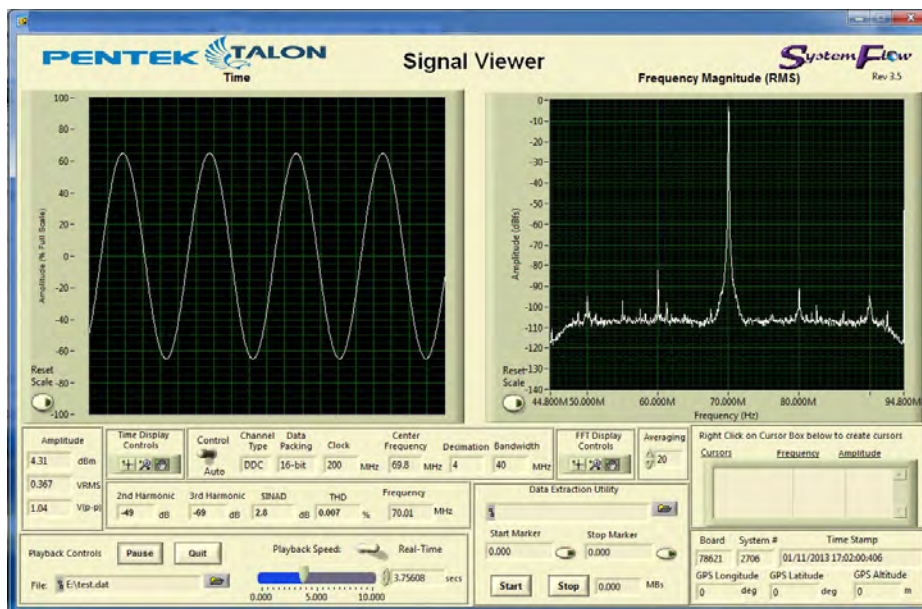 PENTEK TALON
Signal Viewer
SystemFlow
Rev 3.5
Time
Frequency Magnitude (RMS)
Amplitude (% Full Scale)
100
80
60
40
20
0
-20
-40
-60
-80
-100
Reset
Scale
Amplitude (dBfs)
0
-10
-20
-30
-40
-50
-60
-70
-80
-90
-100
-110
-120
-130
-140
Reset
Scale
44.800M 50.000M 60.000M 70.000M 80.000M 94.800M
Frequency (Hz)
Amplitude
4.31 dBm
0.367 VRMS
1.04 V(p-p)
Time Display
Controls
Control
Auto
Channel
Type
DDC
Data
Packing
16-bit
Clock
200 MHz
Center
Frequency
69.8 MHz
Decimation
4
Bandwidth
40 MHz
FFT Display
Controls
Averaging
20
Right Click on Cursor Box below to create cursors
Cursors Frequency Amplitude
2nd Harmonic
-49 dB
3rd Harmonic
-69 dB
SINAD
2.8 dB
THD
0.007 %
Frequency
70.01 MHz
Data Extraction Utility
Start Marker
0.000
Stop Marker
0.000
Start Stop 0.000 MBs
Playback Controls Pause Quit
File: E:\test.dat
Playback Speed:
0.000 5.000 10.000
Real-Time
3.75608 secs
Board System # Time Stamp
78621 2706 01/11/2013 17:02:00:406
GPS Longitude GPS Latitude GPS Altitude
0 deg 0 deg 0 m